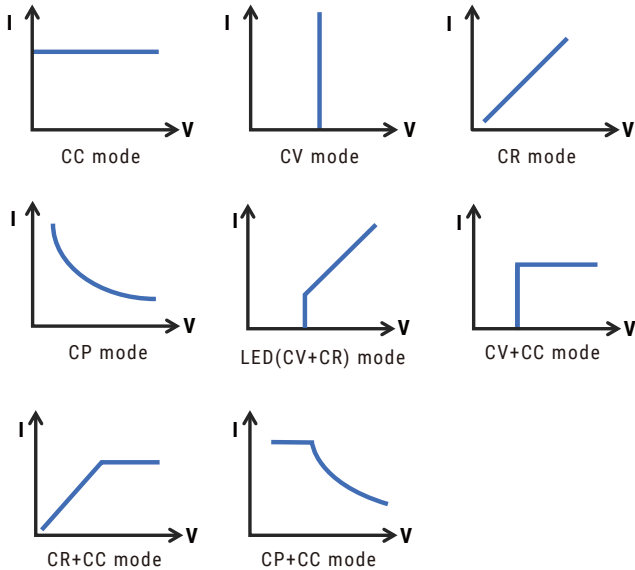 I
V
CC mode
I
V
CV mode
I
V
CR mode
I
V
CP mode
I
V
LED(CV+CR) mode
I
V
CV+CC mode
I
V
CR+CC mode
I
V
CP+CC mode